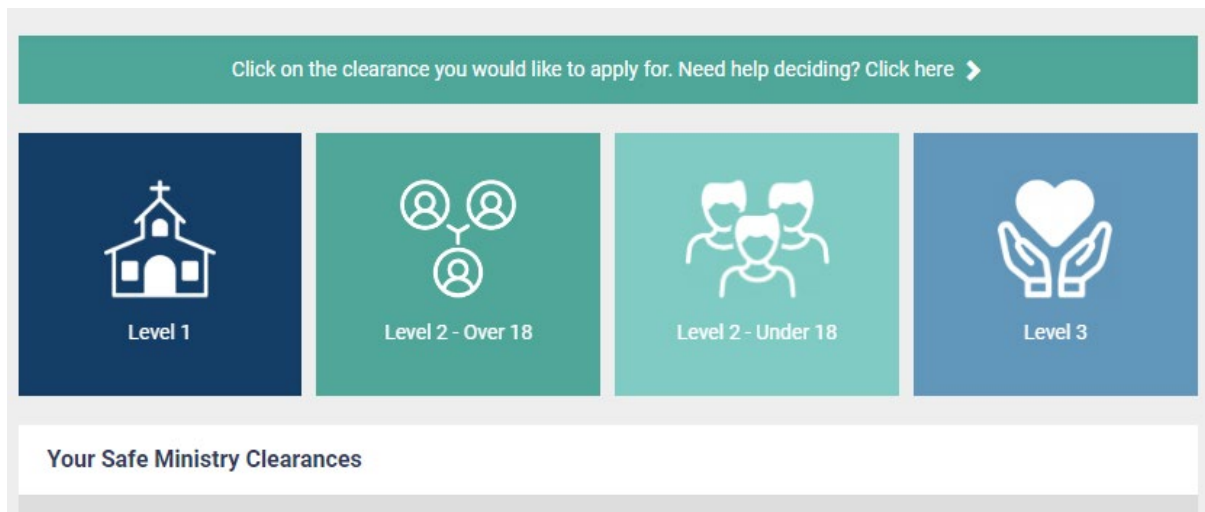 Click on the clearance you would like to apply for. Need help deciding? Click here
Level 1
Level 2 - Over 18
Level 2 - Under 18
Level 3
Your Safe Ministry Clearances